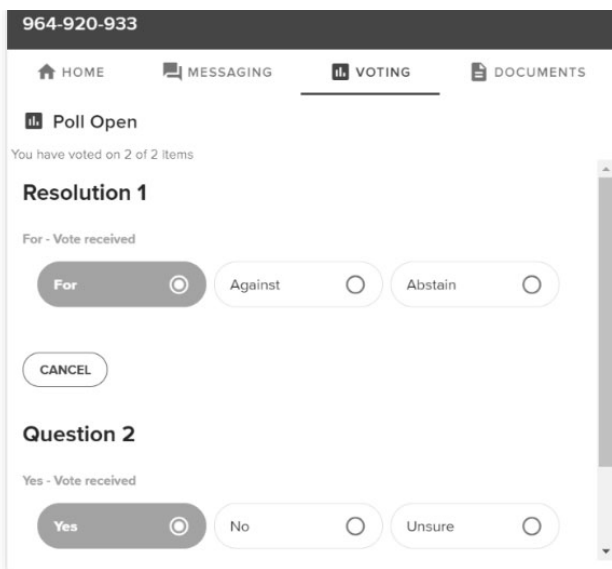 964-920-933
HOME MESSAGING VOTING DOCUMENTS
Poll Open
You have voted on 2 of 2 items
Resolution 1
For - Vote received
For Against Abstain
CANCEL
Question 2
Yes - Vote received
Yes No Unsure